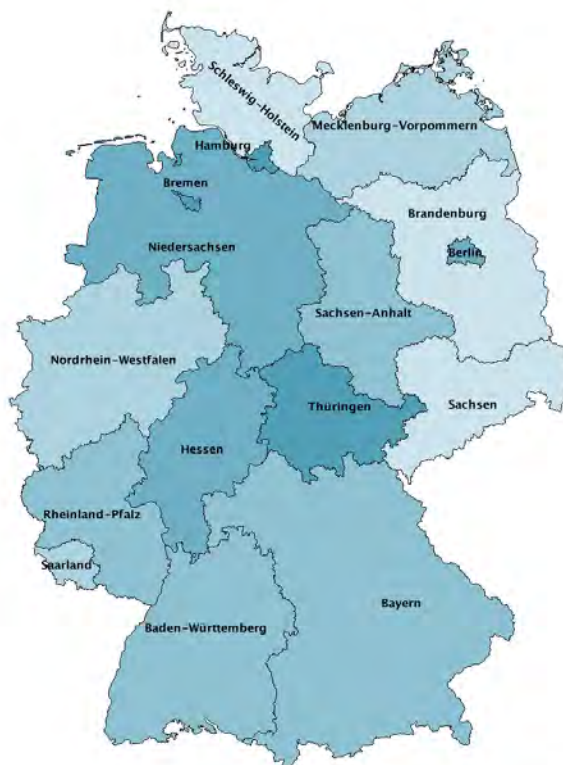 Schleswig-Holstein
Mecklenburg-Vorpommern
Hamburg
Bremen
Brandenburg
Niedersachsen
Berlin
Sachsen-Anhalt
Nordrhein-Westfalen
Thüringen
Sachsen
Hessen
Rheinland-Pfalz
Saarland
Bayern
Baden-Württemberg